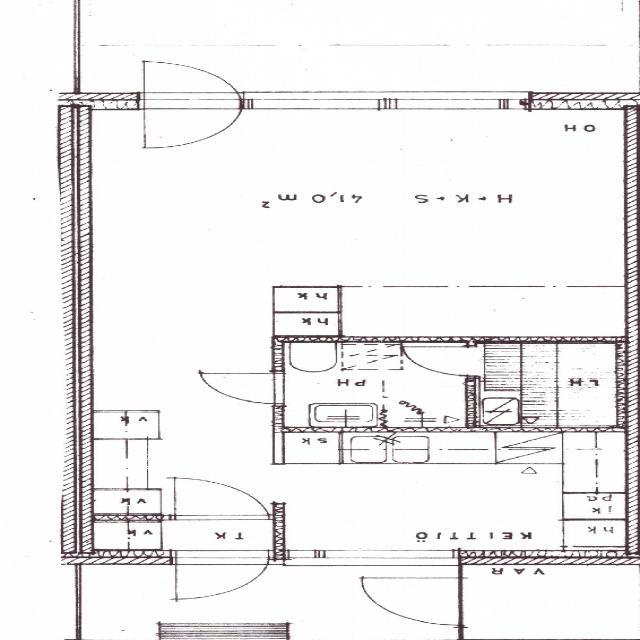 VAR
KEITTIÖ
TK
vk
hk
jk
pa
vk
sk
vk
LH
PH
hk
hk
H+K+S 41,0 m²
OH